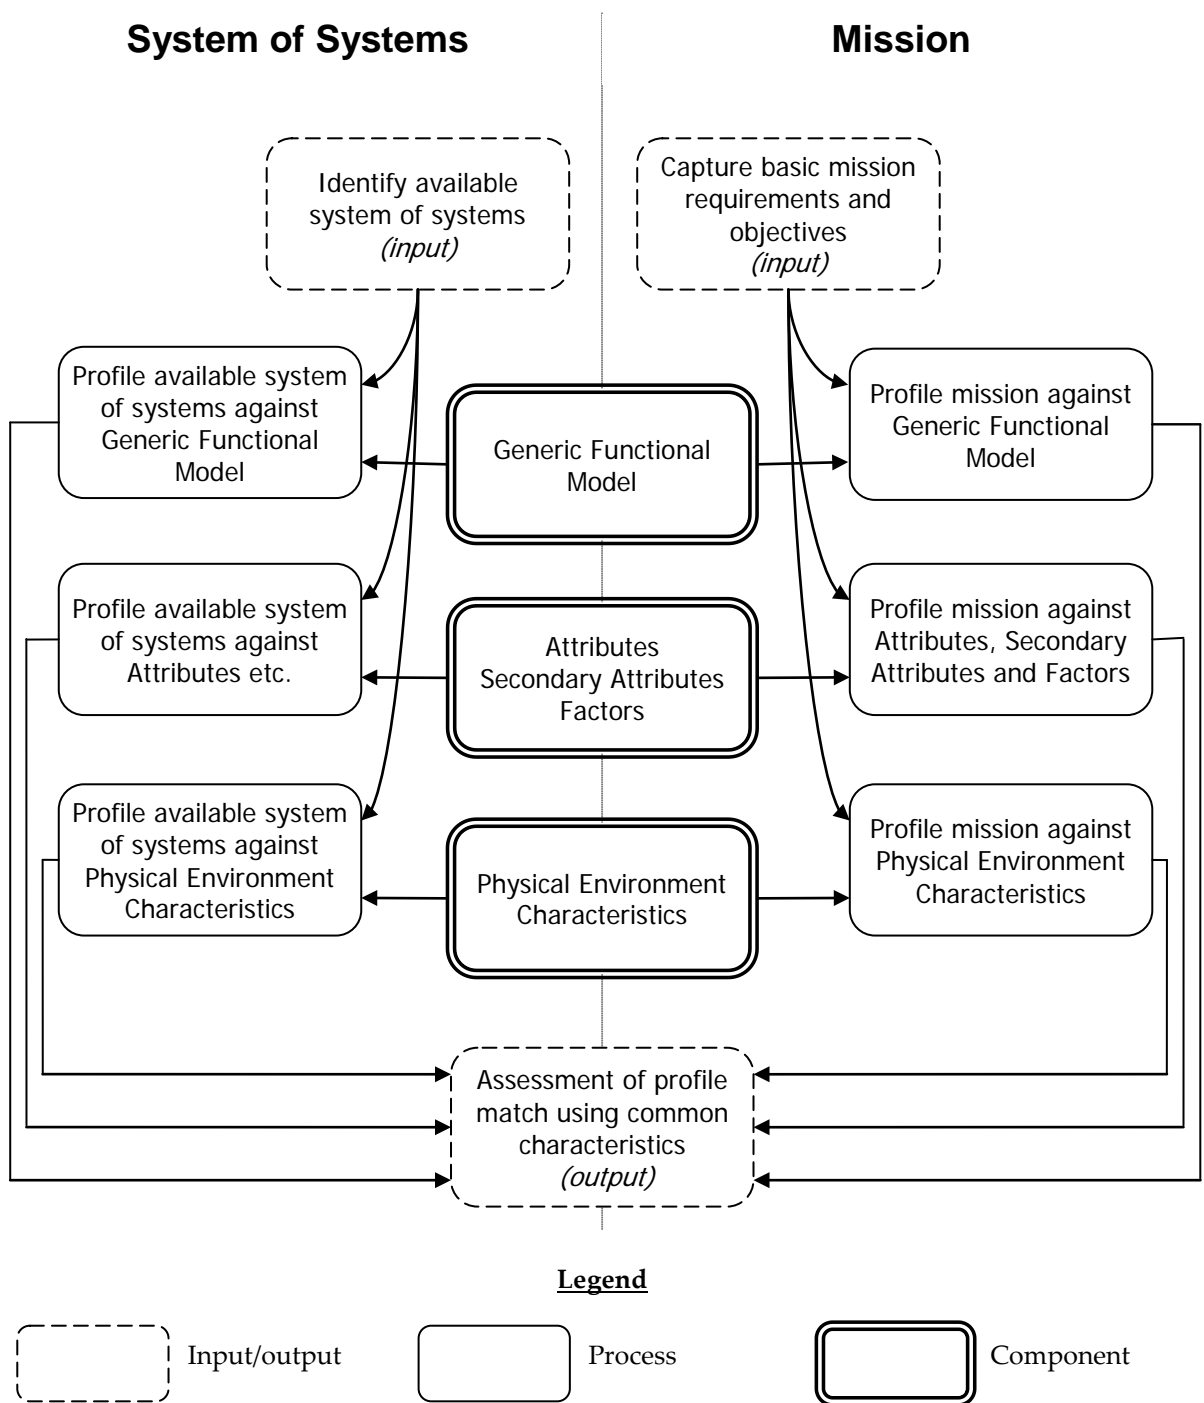 System of Systems
Mission
Identify available
system of systems
(input)
Capture basic mission
requirements and
objectives
(input)
Profile available system
of systems against
Generic Functional
Model
Generic Functional
Model
Profile mission against
Generic Functional
Model
Profile available system
of systems against
Attributes etc.
Attributes
Secondary Attributes
Factors
Profile mission against
Attributes, Secondary
Attributes and Factors
Profile available system
of systems against
Physical Environment
Characteristics
Physical Environment
Characteristics
Profile mission against
Physical Environment
Characteristics
Assessment of profile
match using common
characteristics
(output)
Legend
Input/output
Process
Component